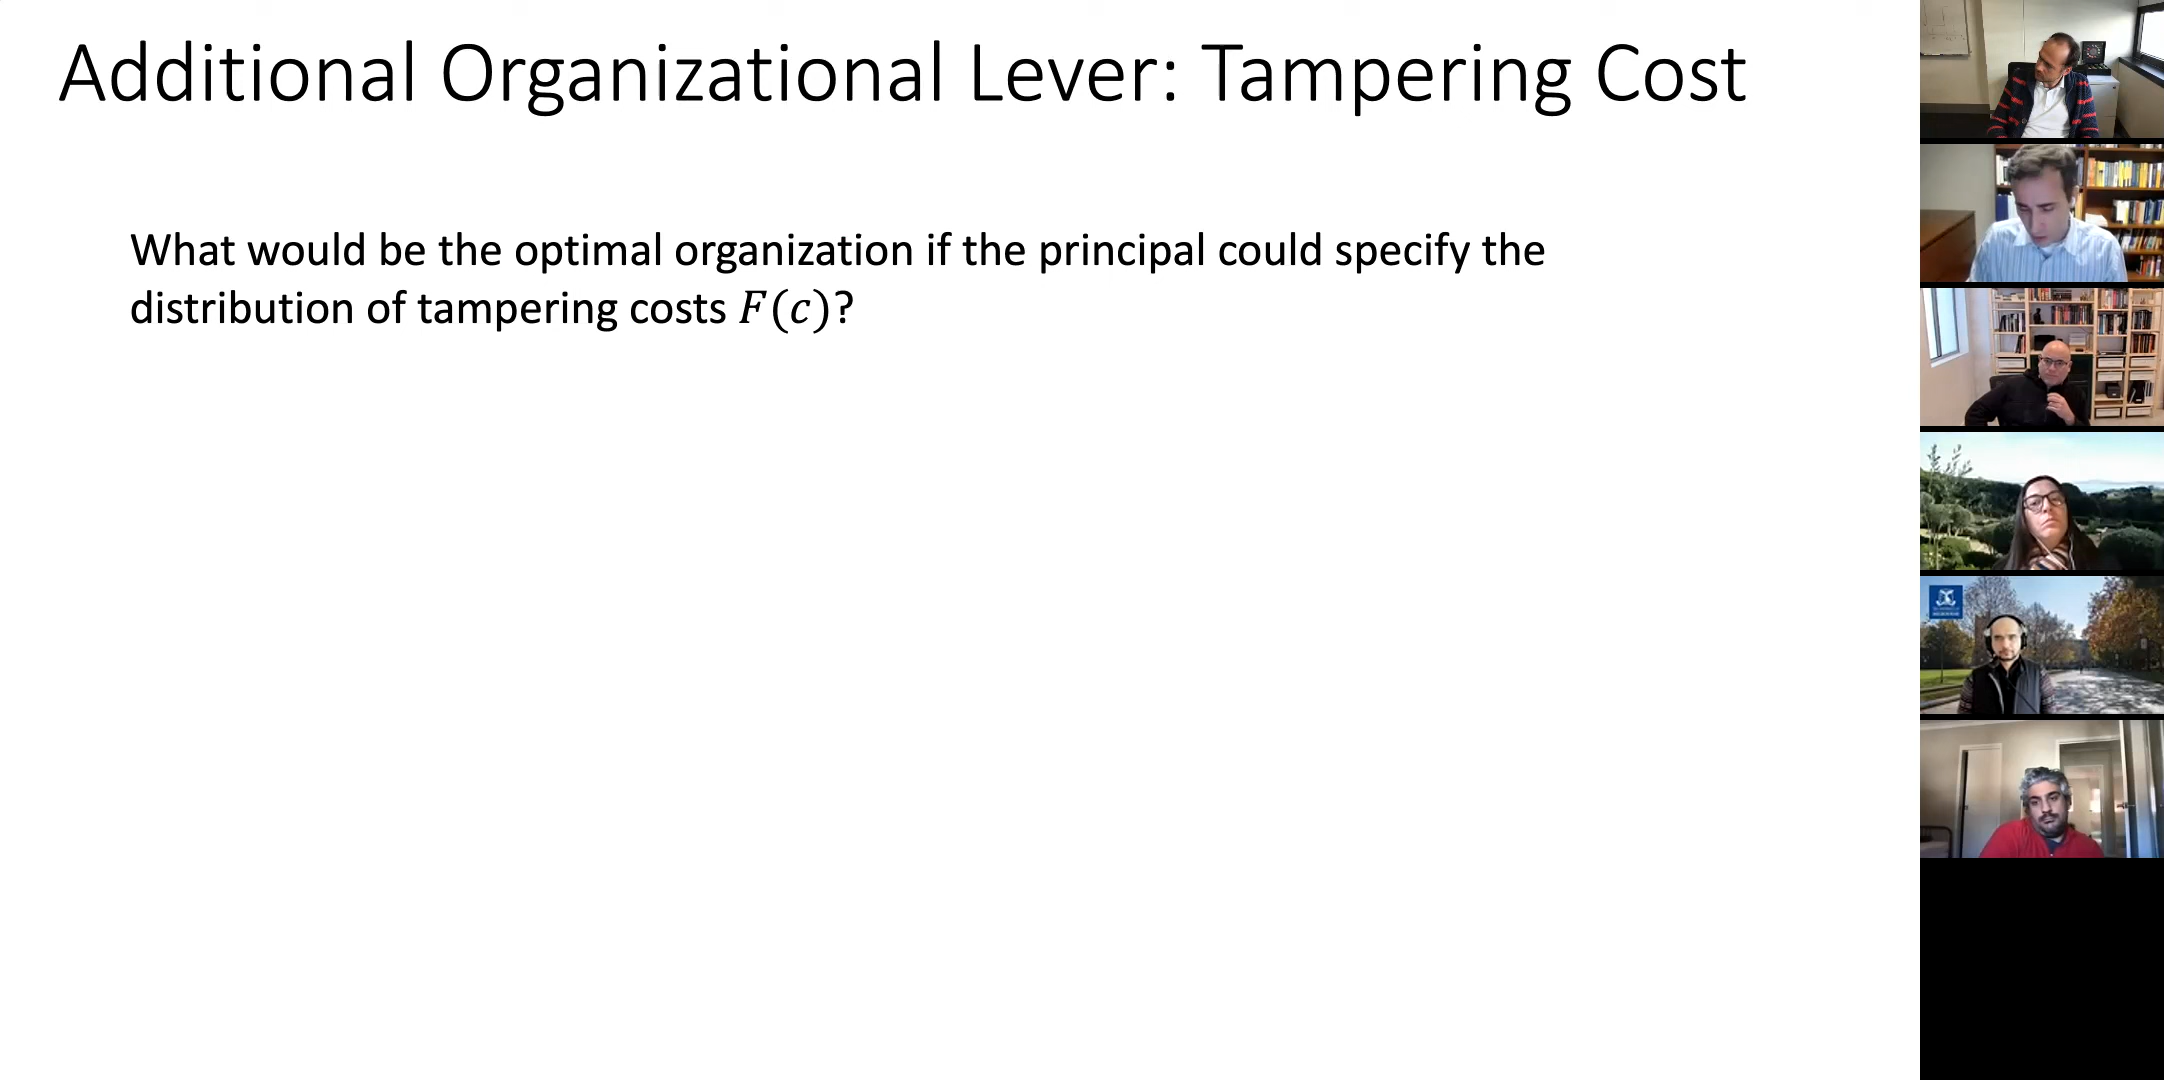 Additional Organizational Lever: Tampering Cost
What would be the optimal organization if the principal could specify the
distribution of tampering costs F(c)?